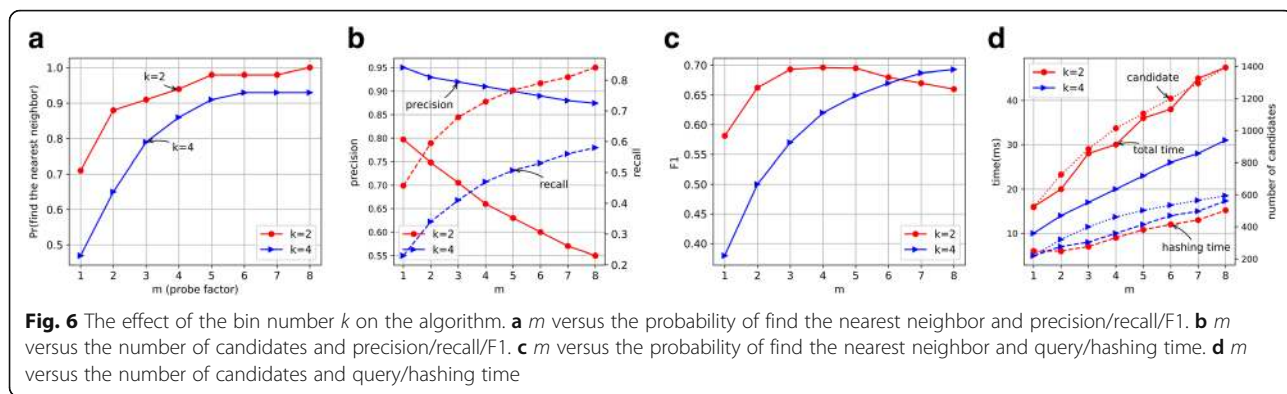 a
b
c
d
Pr(find the nearest neighbor)
1.0
0.9
0.8
0.7
0.6
0.5
k=2
k=4
k=2
k=4
1 2 3 4 5 6 7 8
m (probe factor)
precision
0.95
0.90
0.85
0.80
0.75
0.70
0.65
0.60
0.55
precision
recall
k=2
k=4
0.8
0.7
0.6
0.5
0.4
0.3
0.2
recall
1 2 3 4 5 6 7 8
m
F1
0.70
0.65
0.60
0.55
0.50
0.45
0.40
k=2
k=4
1 2 3 4 5 6 7 8
m
time(ms)
40
30
20
10
k=2
k=4
candidate
total time
hashing time
1400
1200
1000
800
600
400
200
number of candidates
1 2 3 4 5 6 7 8
m
Fig. 6 The effect of the bin number k on the algorithm. a m versus the probability of find the nearest neighbor and precision/recall/F1. b m
versus the number of candidates and precision/recall/F1. c m versus the probability of find the nearest neighbor and query/hashing time. d m
versus the number of candidates and query/hashing time